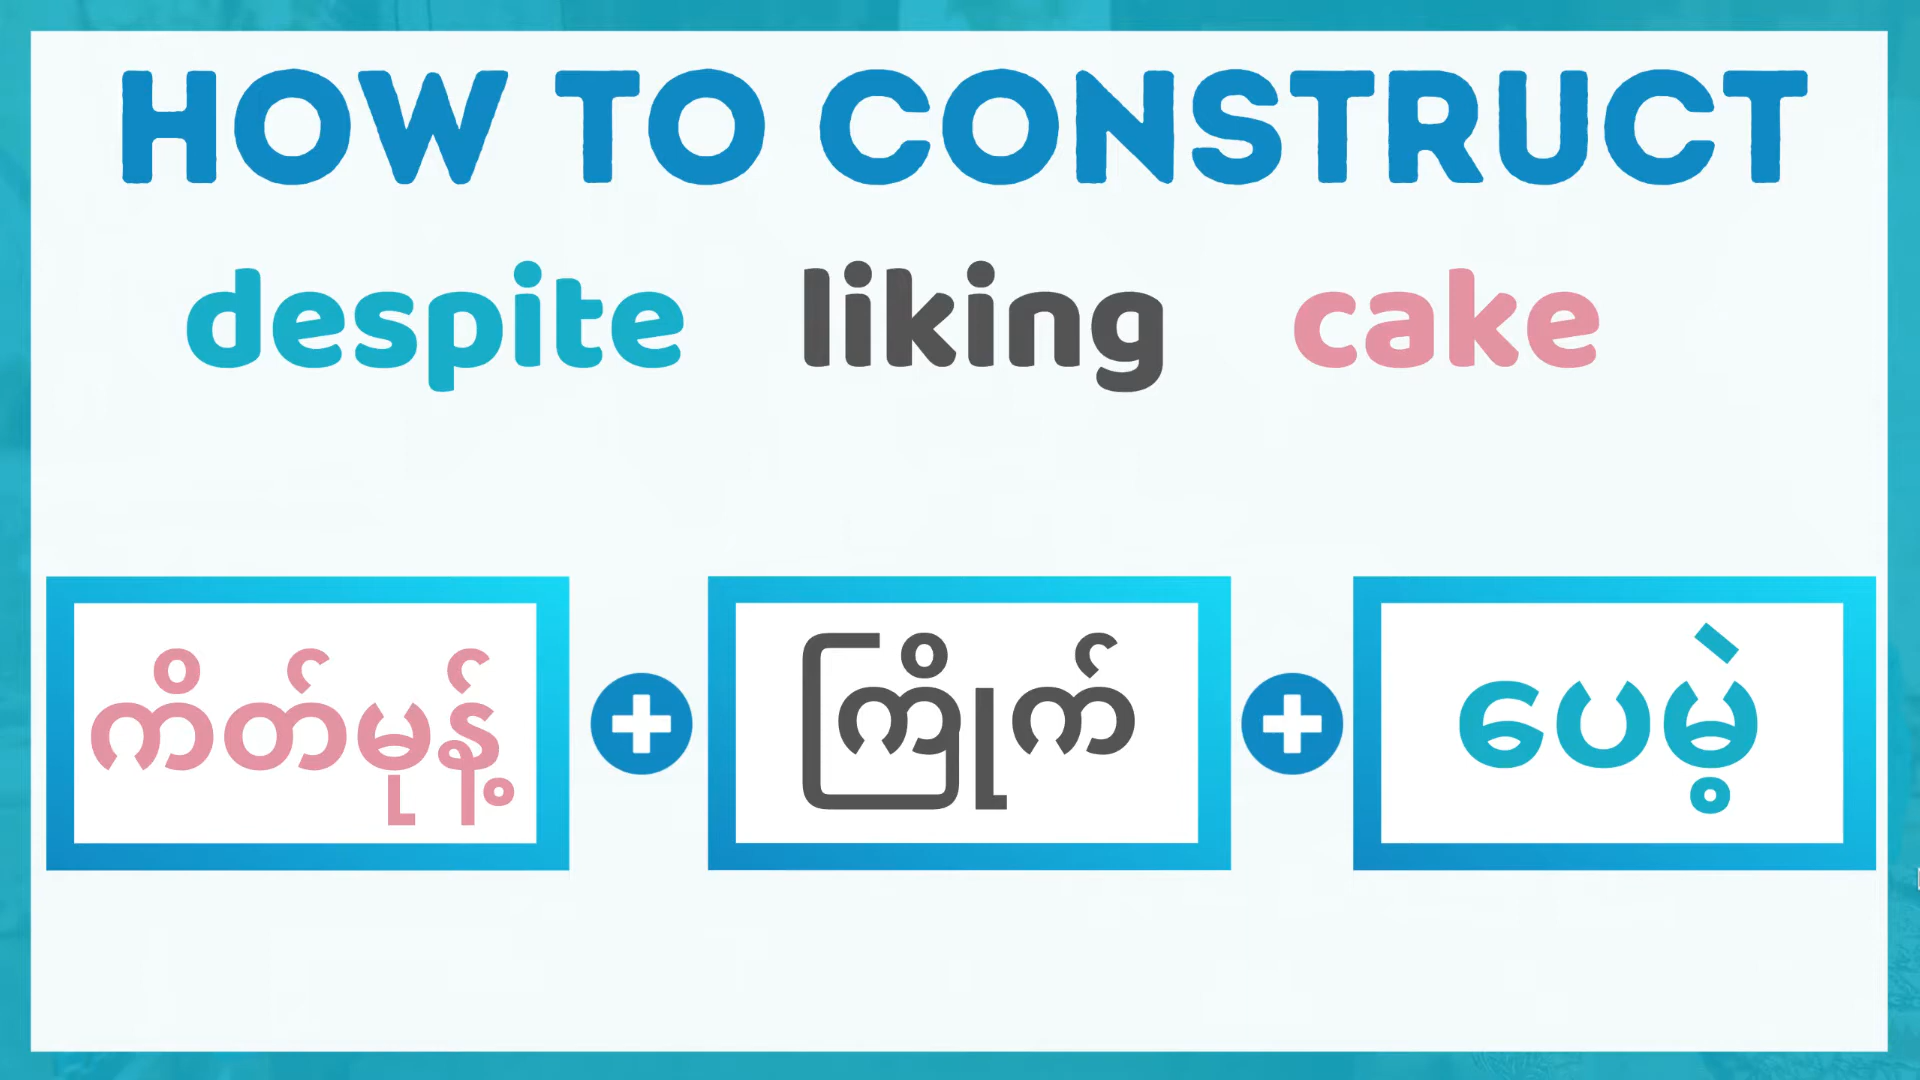 HOW TO CONSTRUCT
despite liking cake
ကိတ်မုန့် + ကြိုက် + ပေမဲ့